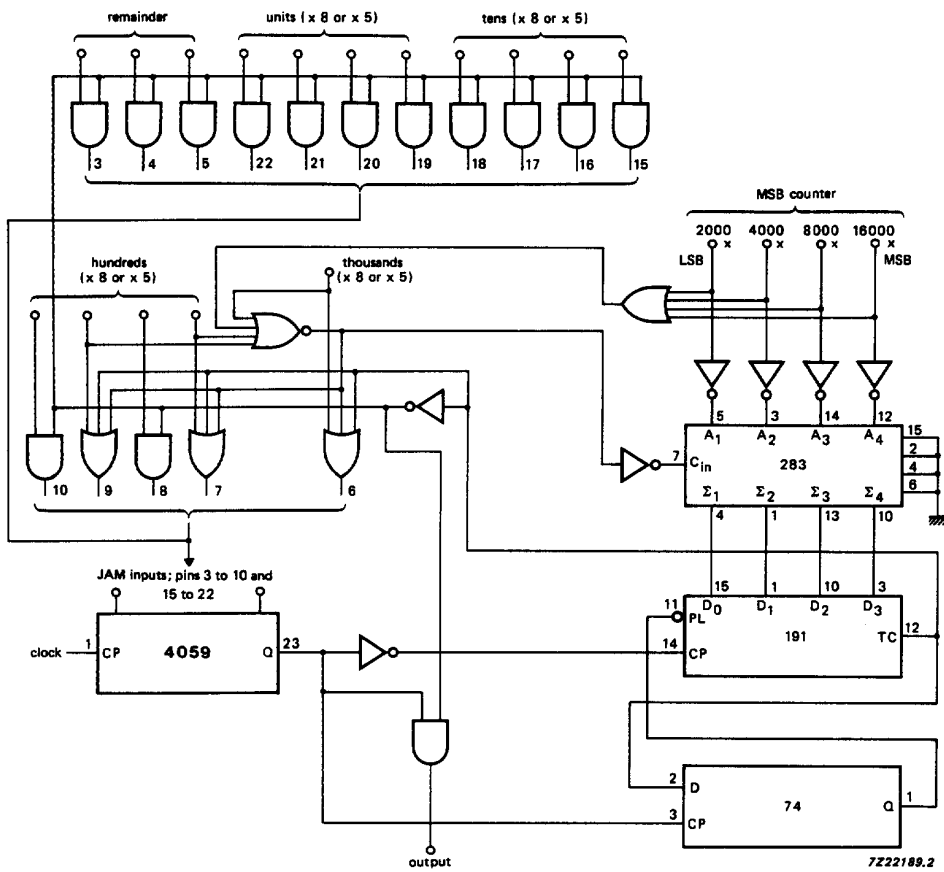 remainder
units (x 8 or x 5)
tens (x 8 or x 5)
3 4 5 22 21 20 19 18 17 16 15
MSB counter
2000 x 4000 x 8000 x 16000 x
LSB MSB
hundreds
(x 8 or x 5)
thousands
(x 8 or x 5)
5 3 14 12
A1 A2 A3 A4
15
2
4
6
7 Cin
283
Σ1 Σ2 Σ3 Σ4
4 1 13 10
10 9 8 7 6
15 1 10 3
D0 D1 D2 D3
11 PL
191
TC 12
14 CP
JAM inputs; pins 3 to 10 and
15 to 22
clock 1 CP
4059
Q 23
2 D
74
Q 1
3 CP
output
7Z22189.2